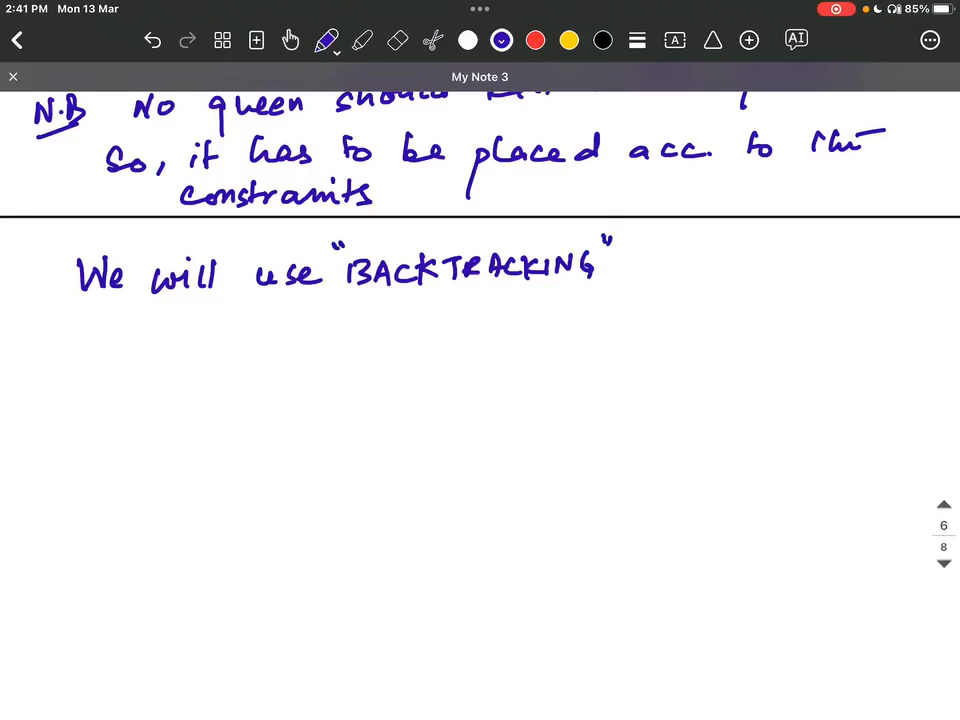 2:41 PM Mon 13 Mar
85%
A
AI
My Note 3
N.B No queen should
So, it has to be placed acc. to the
constraints
We will use "BACKTRACKING"
6
8